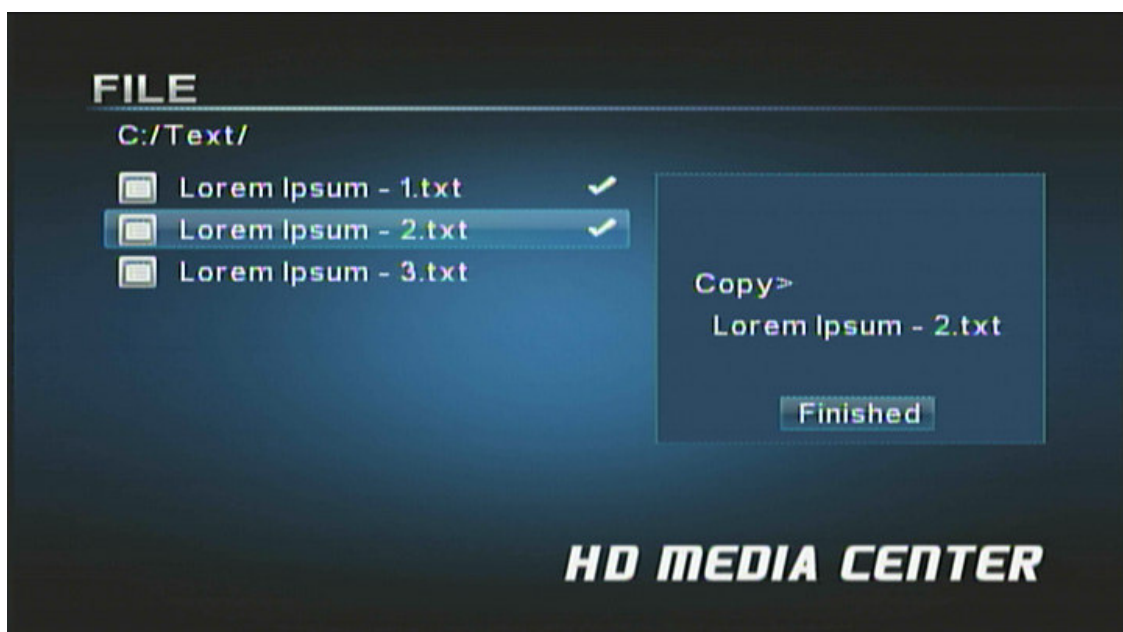 FILE
C:/Text/
Lorem Ipsum - 1.txt
Lorem Ipsum - 2.txt
Lorem Ipsum - 3.txt
Copy>
Lorem Ipsum - 2.txt
Finished
HD MEDIA CENTER